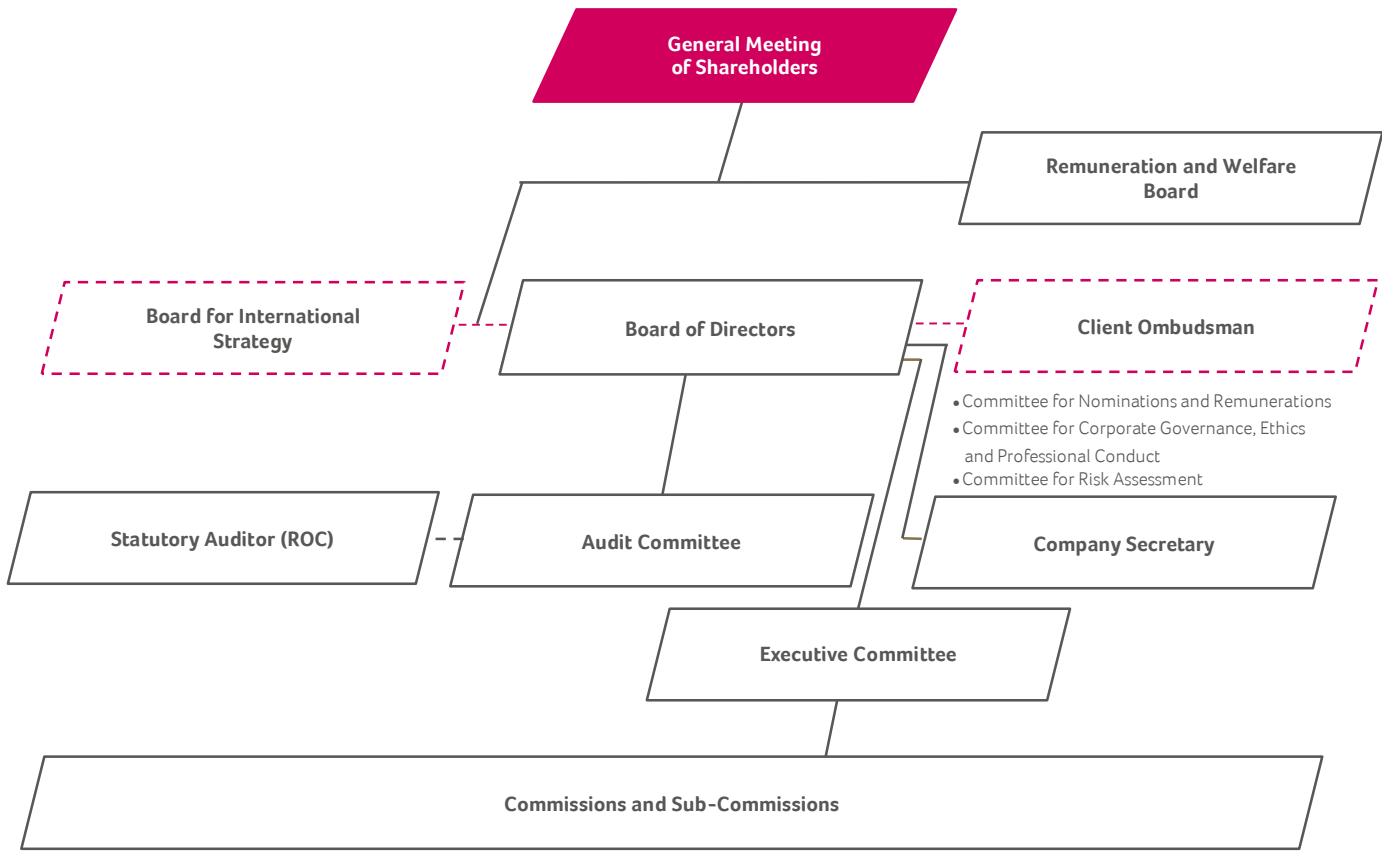 General Meeting
of Shareholders
Remuneration and Welfare
Board
Board for International
Strategy
Board of Directors
Client Ombudsman
• Committee for Nominations and Remunerations
• Committee for Corporate Governance, Ethics
and Professional Conduct
• Committee for Risk Assessment
Statutory Auditor (ROC)
Audit Committee
Company Secretary
Executive Committee
Commissions and Sub-Commissions